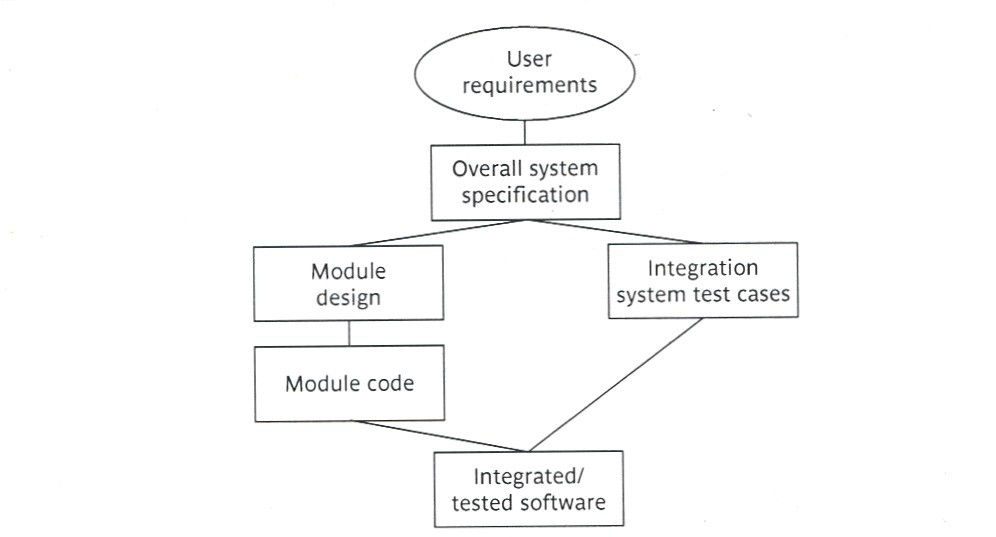 User
requirements
Overall system
specification
Module
design
Integration
system test cases
Module code
Integrated/
tested software